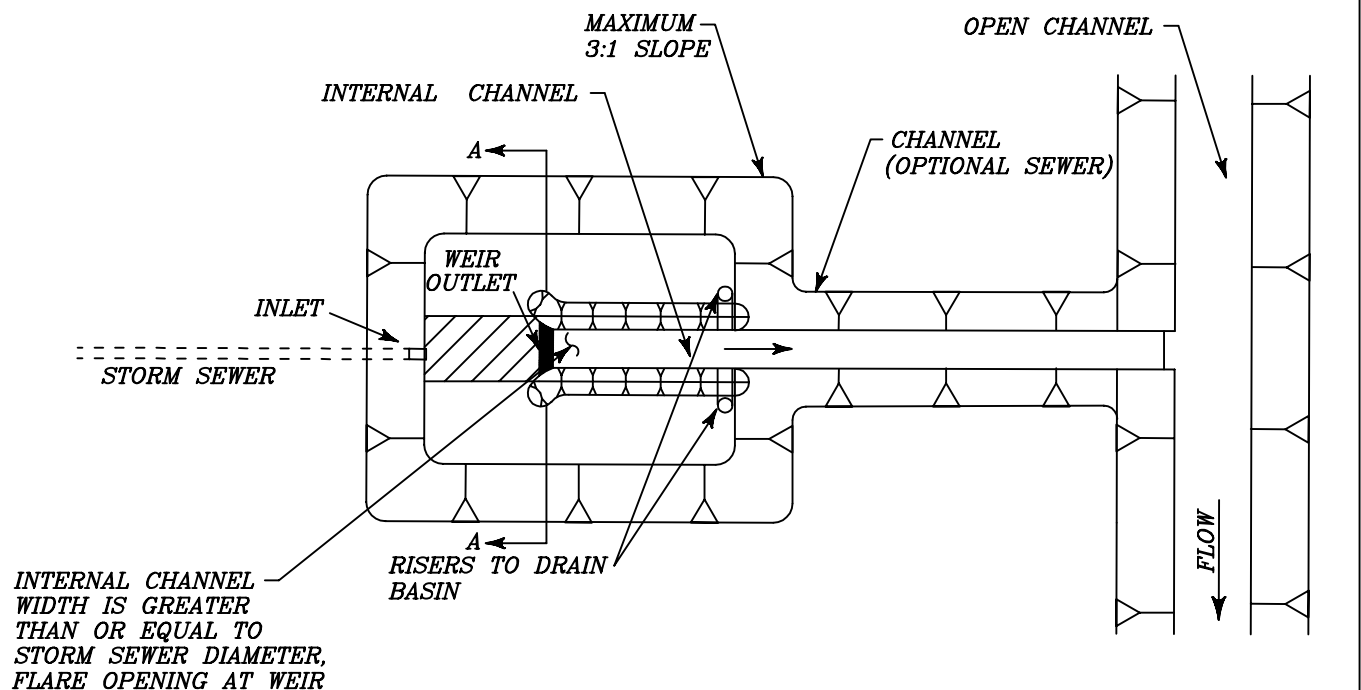 MAXIMUM
3:1 SLOPE
OPEN CHANNEL
INTERNAL CHANNEL
CHANNEL
(OPTIONAL SEWER)
A
WEIR
OUTLET
INLET
STORM SEWER
A
RISERS TO DRAIN
BASIN
FLOW
INTERNAL CHANNEL
WIDTH IS GREATER
THAN OR EQUAL TO
STORM SEWER DIAMETER,
FLARE OPENING AT WEIR